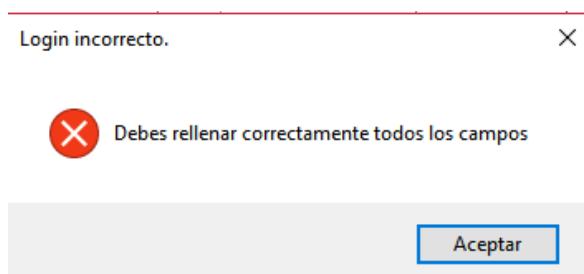 Login incorrecto.
Debes rellenar correctamente todos los campos
Aceptar